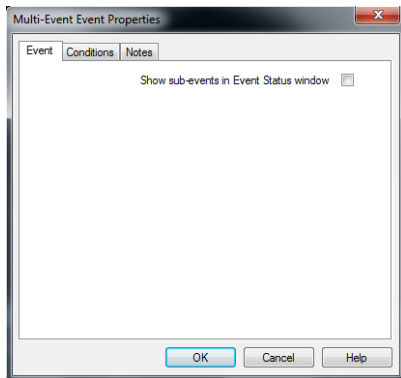 Multi-Event Event Properties
Event Conditions Notes
Show sub-events in Event Status window
OK Cancel Help